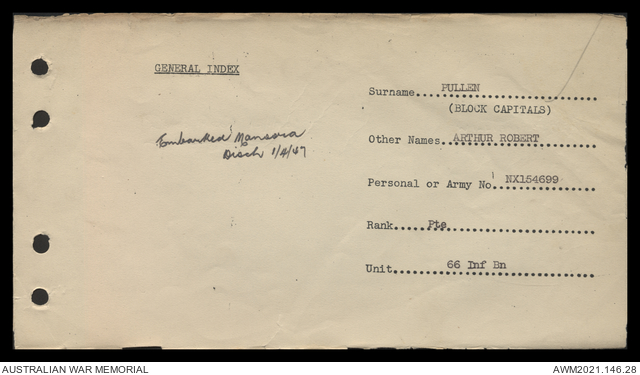 GENERAL INDEX
Embarked "Manoora"
Disch 1/4/47
Surname PULLEN
(BLOCK CAPITALS)
Other Names ARTHUR ROBERT
Personal or Army No. NX154699
Rank Pte
Unit 66 Inf Bn
AUSTRALIAN WAR MEMORIAL
AWM2021.146.28